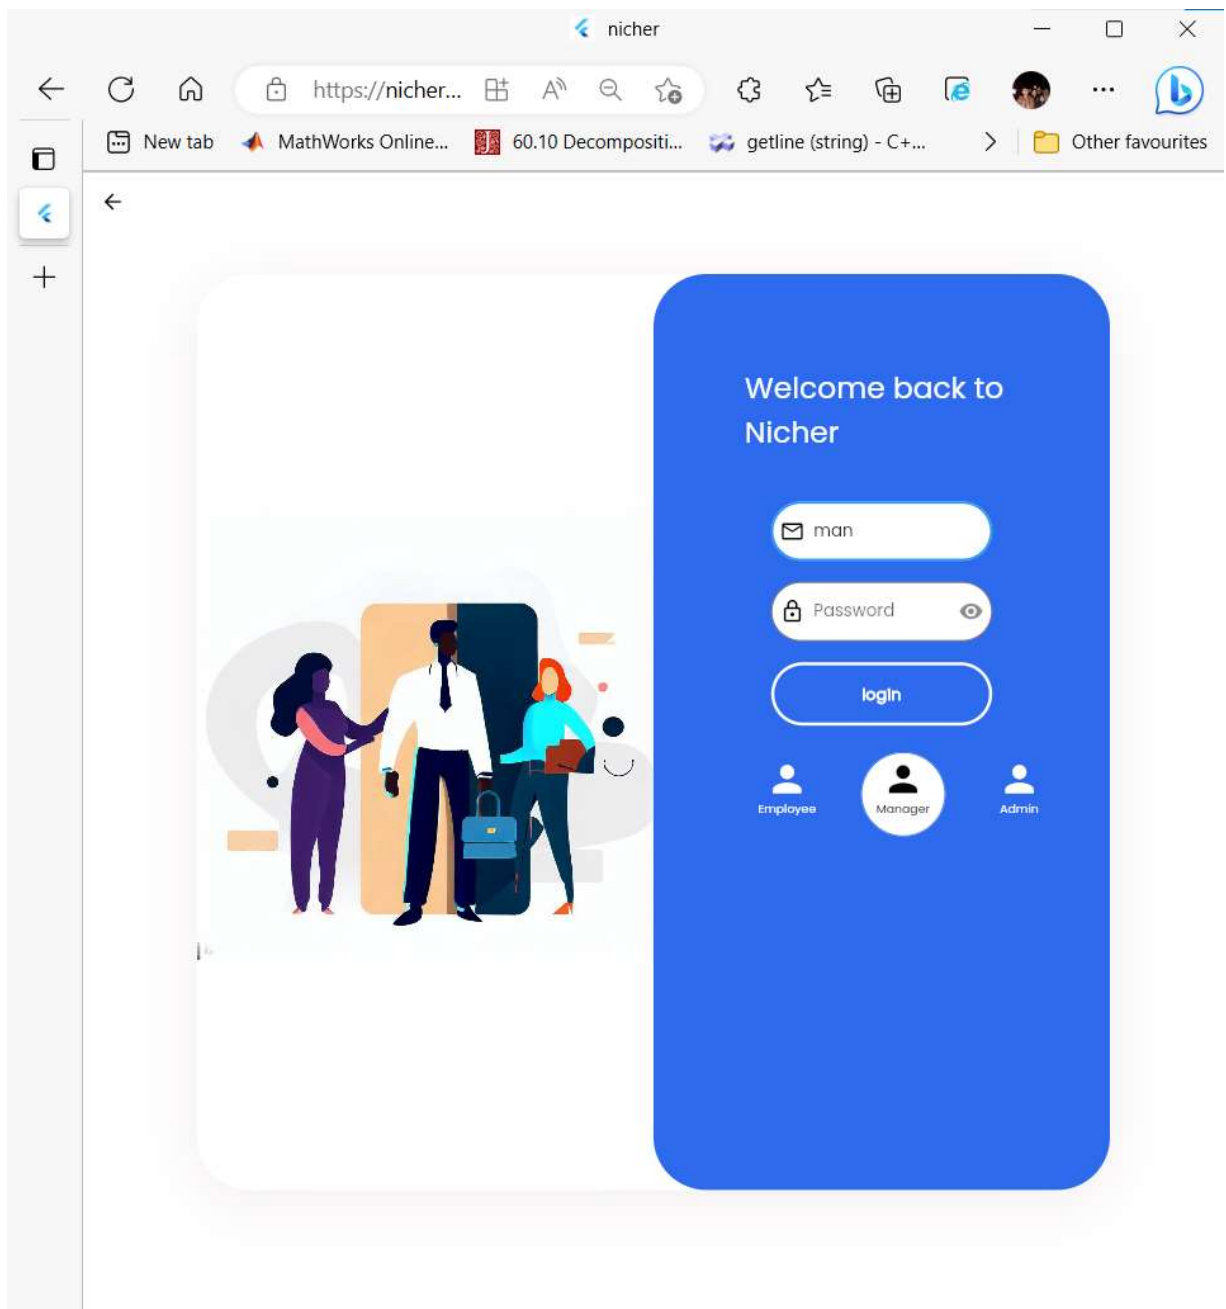 nicher
https://nicher...
New tab
MathWorks Online...
60.10 Decompositi...
getline (string) - C+...
Other favourites
Welcome back to
Nicher
man
Password
login
Employee
Manager
Admin